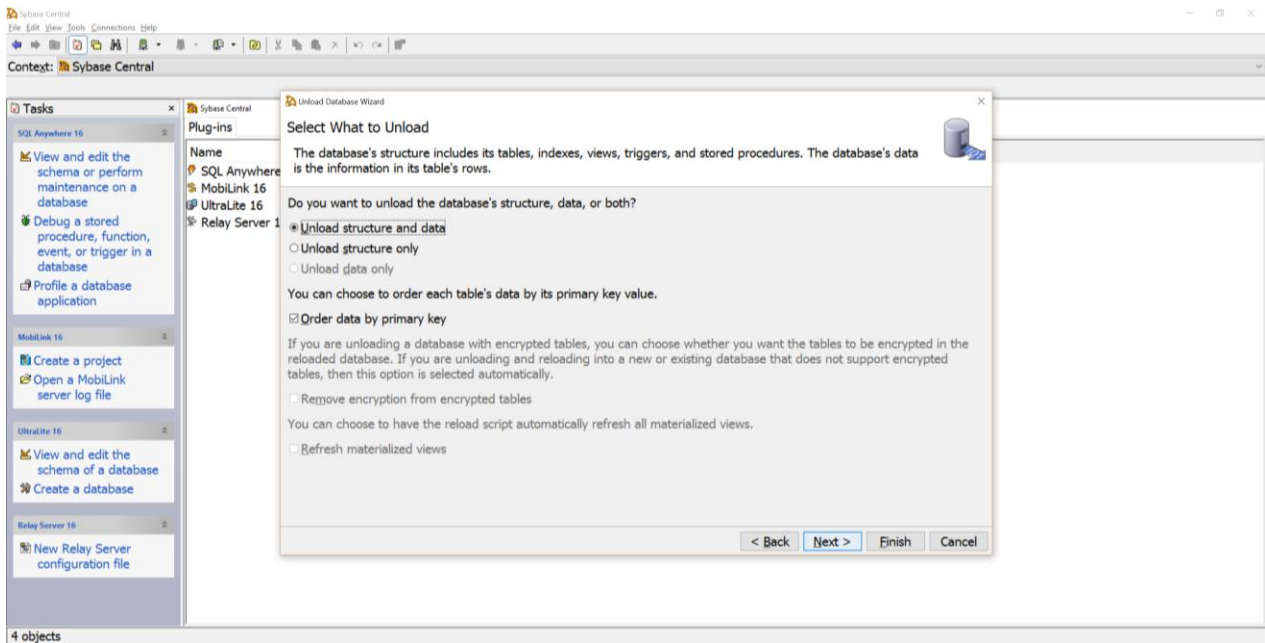 Sybase Central
File Edit View Tools Connections Help
Context: Sybase Central
Tasks
SQL Anywhere 16
View and edit the
schema or perform
maintenance on a
database
Debug a stored
procedure, function,
event, or trigger in a
database
Profile a database
application
MobiLink 16
Create a project
Open a MobiLink
server log file
UltraLite 16
View and edit the
schema of a database
Create a database
Relay Server 16
New Relay Server
configuration file
Sybase Central
Plug-ins
Name
SQL Anywhere
MobiLink 16
UltraLite 16
Relay Server 1
Unload Database Wizard
Select What to Unload
The database's structure includes its tables, indexes, views, triggers, and stored procedures. The database's data
is the information in its table's rows.
Do you want to unload the database's structure, data, or both?
Unload structure and data
Unload structure only
Unload data only
You can choose to order each table's data by its primary key value.
Order data by primary key
If you are unloading a database with encrypted tables, you can choose whether you want the tables to be encrypted in the
reloaded database. If you are unloading and reloading into a new or existing database that does not support encrypted
tables, then this option is selected automatically.
Remove encryption from encrypted tables
You can choose to have the reload script automatically refresh all materialized views.
Refresh materialized views
< Back Next > Finish Cancel
4 objects